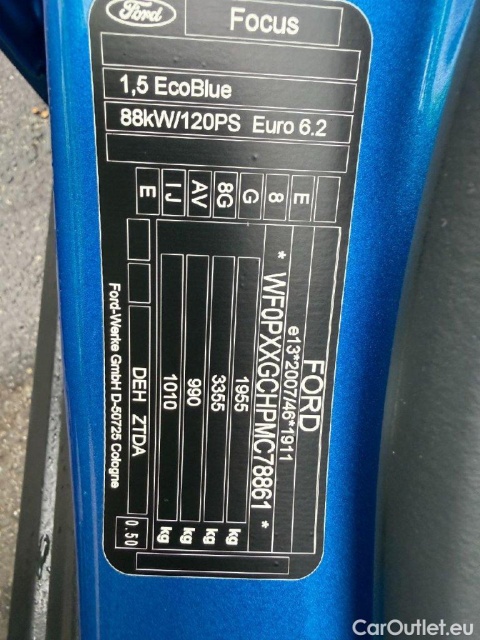 Ford
Focus
1,5 EcoBlue
88kW/120PS Euro 6.2
E
IJ
AV
8G
G
8
E
FORD
e13*2007/46*1911
* WF0PXXGCHPMC78861 *
1955 kg
3355 kg
990 kg
1010 kg
DEH ZTDA 0.50
Ford-Werke GmbH D-50725 Cologne
CarOutlet.eu